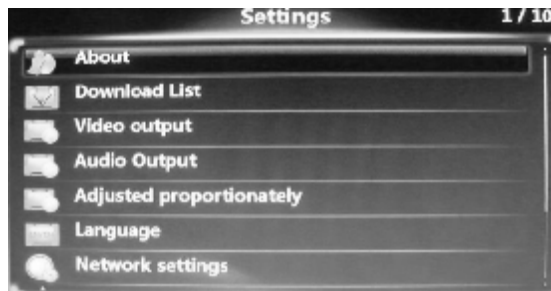 Settings
1/10
About
Download List
Video output
Audio Output
Adjusted proportionately
Language
Network settings